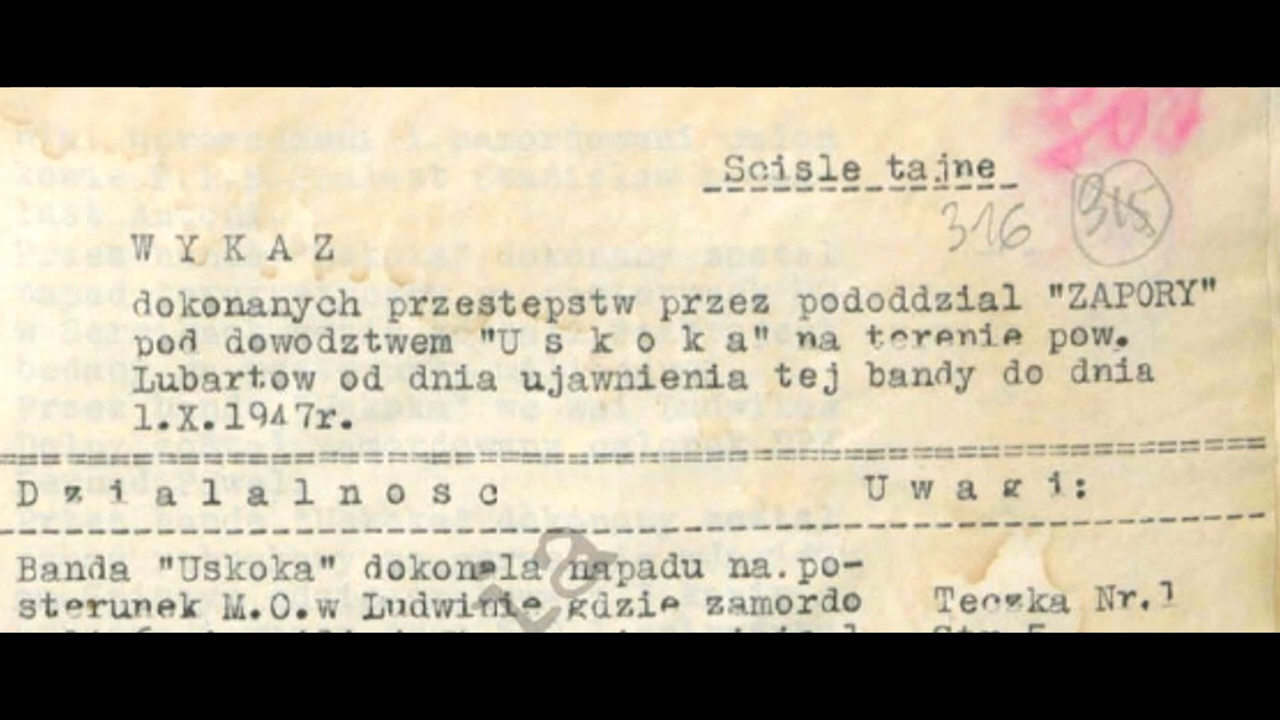 Scisle tajne
316
315
W Y K A Z
dokonanych przestepstw przez pododdzial "ZAPORY"
pod dowodztwem "U s k o k a" na terenie pow.
Lubartow od dnia ujawnienia tej bandy do dnia
1.X.1947r.
D z i a l a l n o s c U w a g i:
Banda "Uskoka" dokonala napadu na.po-
sterunek M.O.w Ludwinie gdzie zamordo Teczka Nr.1